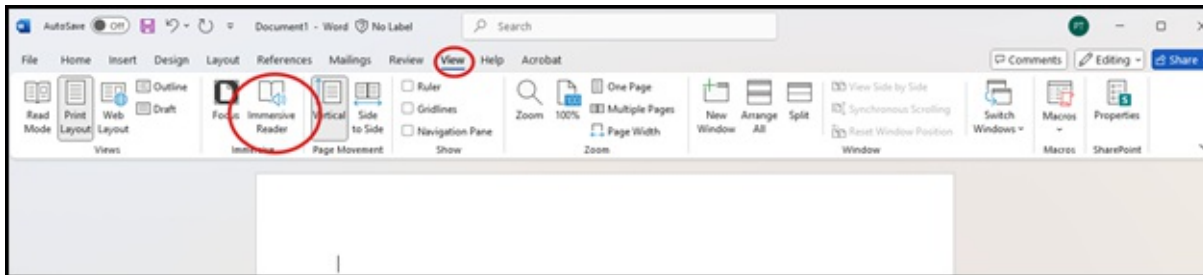 AutoSave Off Document1 - Word No Label Search PT
File Home Insert Design Layout References Mailings Review View Help Acrobat Comments Editing Share
Read Mode
Print Layout
Web Layout
Outline
Draft
Views
Focus
Immersive Reader
Immersive
Vertical
Side to Side
Page Movement
Ruler
Gridlines
Navigation Pane
Show
Zoom
100%
One Page
Multiple Pages
Page Width
Zoom
New Window
Arrange All
Split
View Side by Side
Synchronous Scrolling
Reset Window Position
Switch Windows
Window
Macros
Macros
Properties
SharePoint